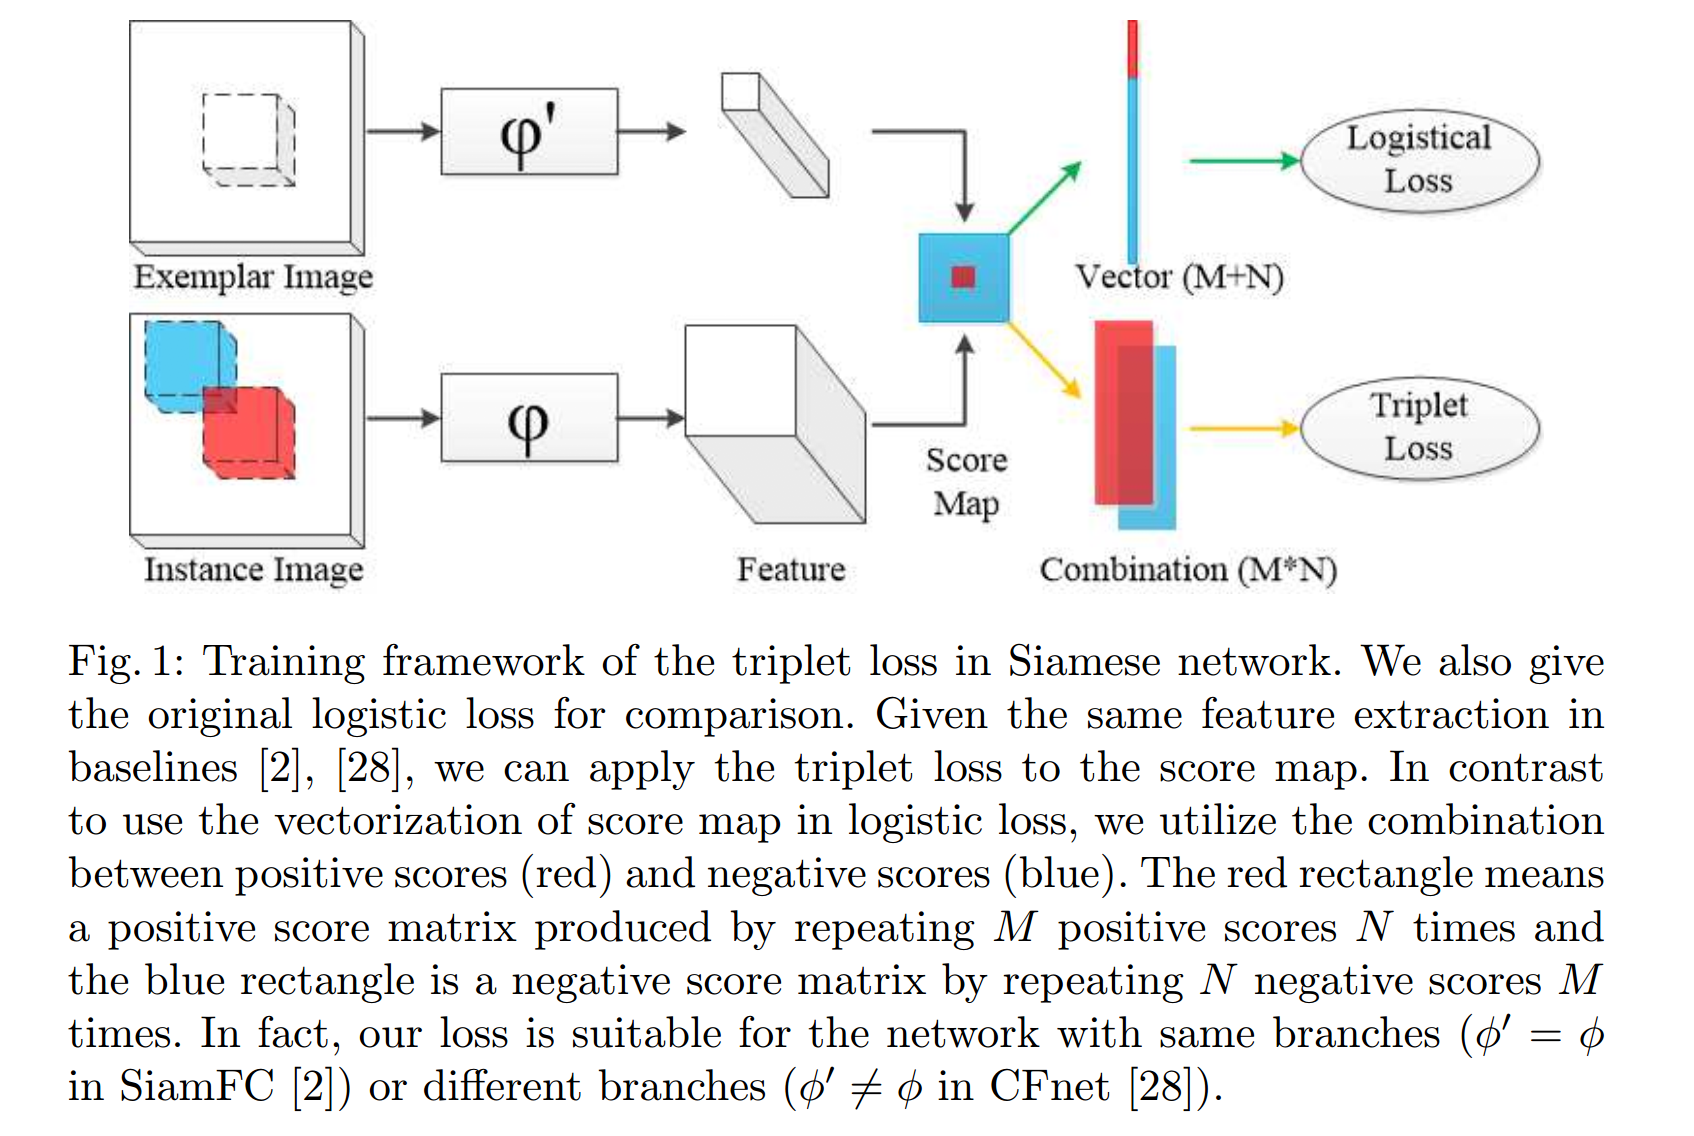 φ'
Logistical
Loss
Exemplar Image
Vector (M+N)
φ
Triplet
Loss
Score
Map
Instance Image
Feature
Combination (M*N)
Fig. 1: Training framework of the triplet loss in Siamese network. We also give
the original logistic loss for comparison. Given the same feature extraction in
baselines [2], [28], we can apply the triplet loss to the score map. In contrast
to use the vectorization of score map in logistic loss, we utilize the combination
between positive scores (red) and negative scores (blue). The red rectangle means
a positive score matrix produced by repeating M positive scores N times and
the blue rectangle is a negative score matrix by repeating N negative scores M
times. In fact, our loss is suitable for the network with same branches (ϕ′ = ϕ
in SiamFC [2]) or different branches (ϕ′ ≠ ϕ in CFnet [28]).